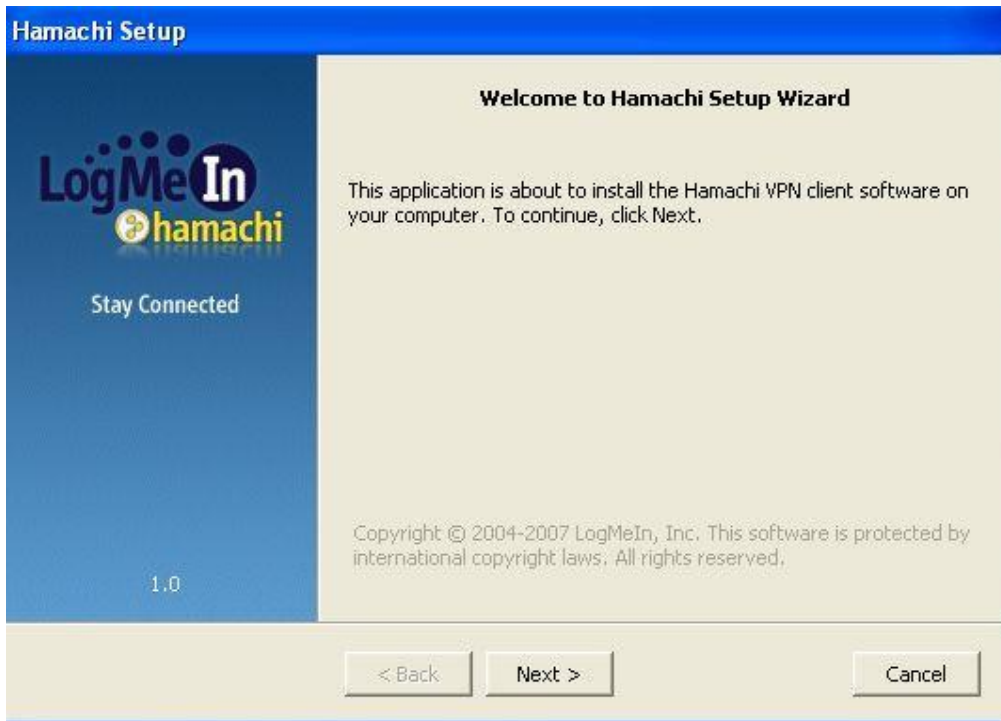 Hamachi Setup
LogMeIn
hamachi
Stay Connected
1.0
Welcome to Hamachi Setup Wizard
This application is about to install the Hamachi VPN client software on
your computer. To continue, click Next.
Copyright © 2004-2007 LogMeIn, Inc. This software is protected by
international copyright laws. All rights reserved.
< Back
Next >
Cancel